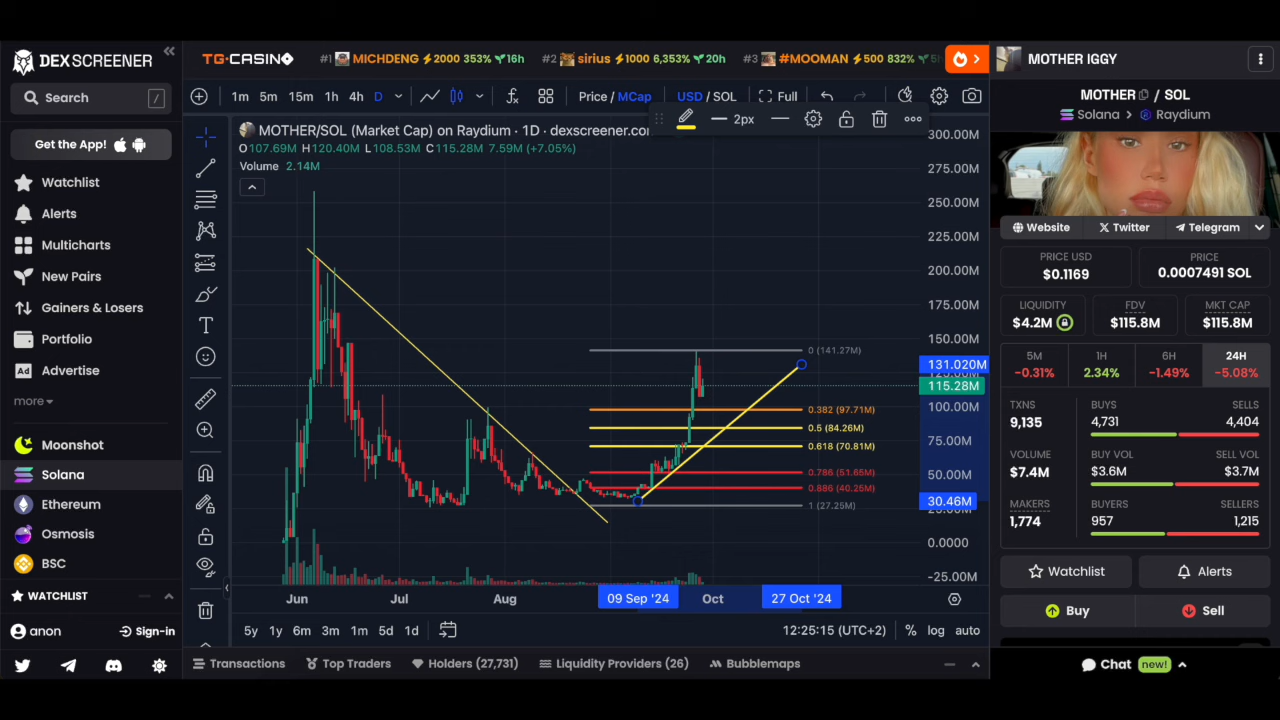 DEXSCREENER
Search /
Get the App!
Watchlist
Alerts
Multicharts
New Pairs
Gainers & Losers
Portfolio
Ad Advertise
more
Moonshot
Solana
Ethereum
Osmosis
BSC
WATCHLIST
anon Sign-in
TG.CASINO #1 MICHDENG 2000 353% 16h #2 sirius 1000 6,353% 20h #3 #MOOMAN 500 832%
1m 5m 15m 1h 4h D Price / MCap USD / SOL Full
2px
MOTHER/SOL (Market Cap) on Raydium · 1D · dexscreener.co
O107.69M H120.40M L108.53M C115.28M 7.59M (+7.05%)
Volume 2.14M
300.00M
275.00M
250.00M
225.00M
200.00M
175.00M
150.00M
131.020M
115.28M
100.00M
75.00M
50.00M
30.46M
0.0000
-25.00M
0 (141.27M)
0.382 (97.71M)
0.5 (84.26M)
0.618 (70.81M)
0.786 (51.65M)
0.886 (40.25M)
1 (27.25M)
Jun Jul Aug 09 Sep '24 Oct 27 Oct '24
5y 1y 6m 3m 1m 5d 1d 12:25:15 (UTC+2) % log auto
Transactions Top Traders Holders (27,731) Liquidity Providers (26) Bubblemaps
MOTHER IGGY
MOTHER / SOL
Solana > Raydium
Website Twitter Telegram
PRICE USD
$0.1169
PRICE
0.0007491 SOL
LIQUIDITY
$4.2M
FDV
$115.8M
MKT CAP
$115.8M
5M
-0.31%
1H
2.34%
6H
-1.49%
24H
-5.08%
TXNS
9,135
BUYS
4,731
SELLS
4,404
VOLUME
$7.4M
BUY VOL
$3.6M
SELL VOL
$3.7M
MAKERS
1,774
BUYERS
957
SELLERS
1,215
Watchlist Alerts
Buy Sell
Chat new!